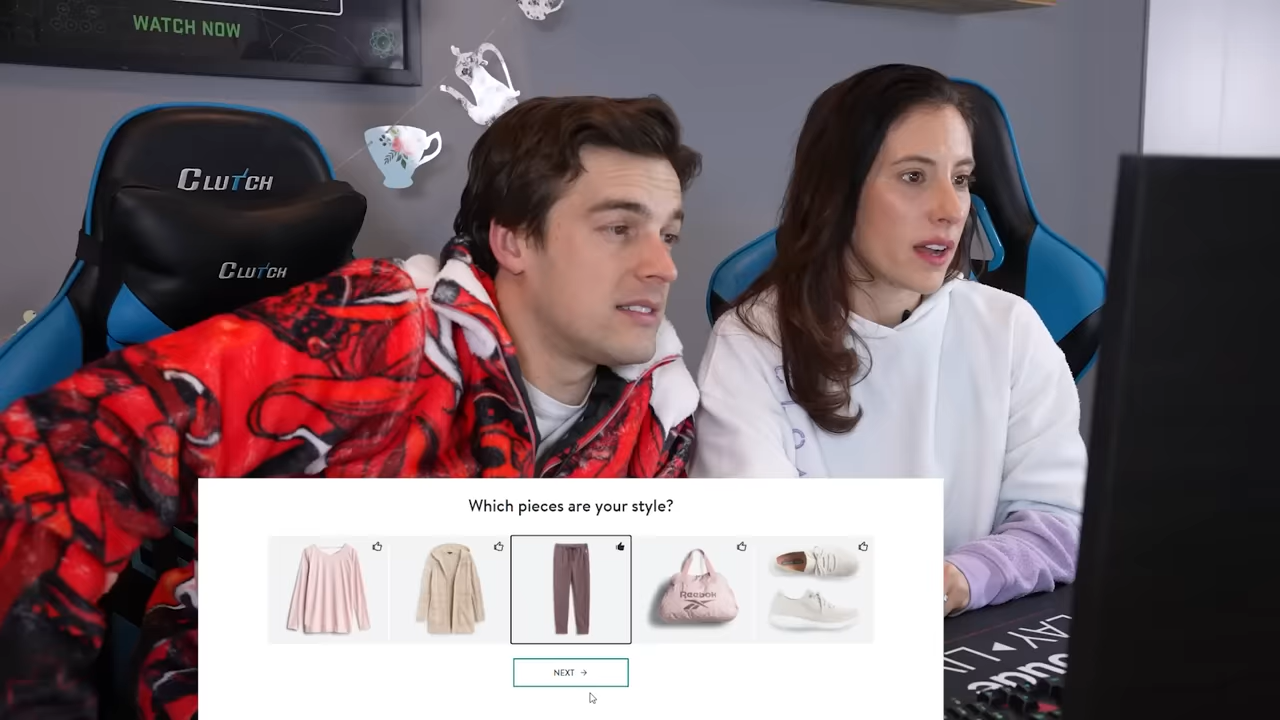 WATCH NOW
CLUTCH
CLUTCH
Which pieces are your style?
Reebok
NEXT →